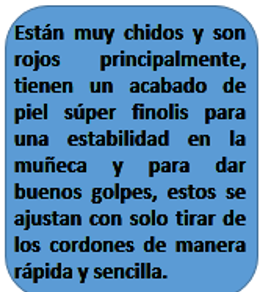 Están muy chidos y son
rojos principalmente,
tienen un acabado de
piel súper finolis para
una estabilidad en la
muñeca y para dar
buenos golpes, estos se
ajustan con solo tirar de
los cordones de manera
rápida y sencilla.